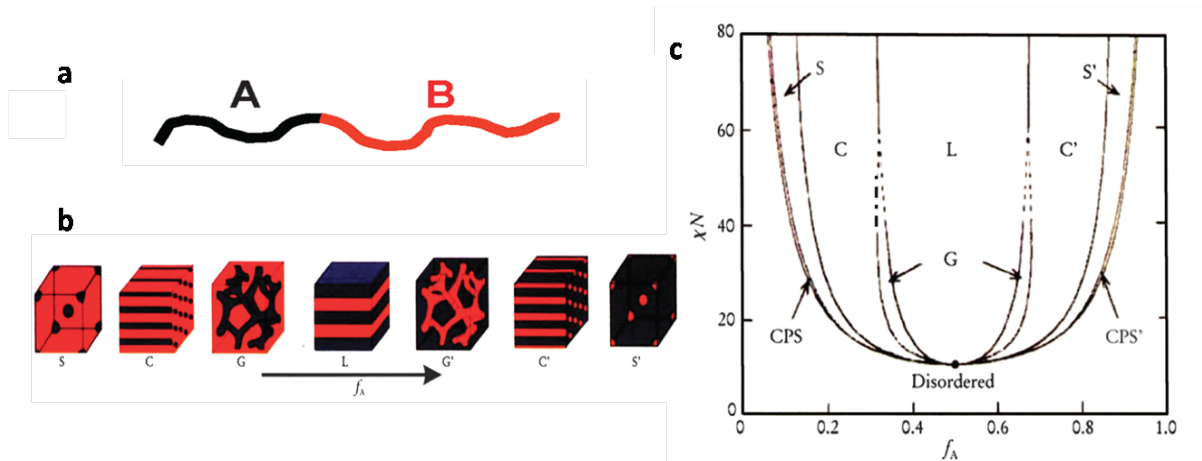 a
A B
b
S C G L G' C' S'
fA
c
80
60
40
20
0
χN
S
S'
C
L
C'
G
CPS
CPS'
Disordered
0 0.2 0.4 0.6 0.8 1.0
fA